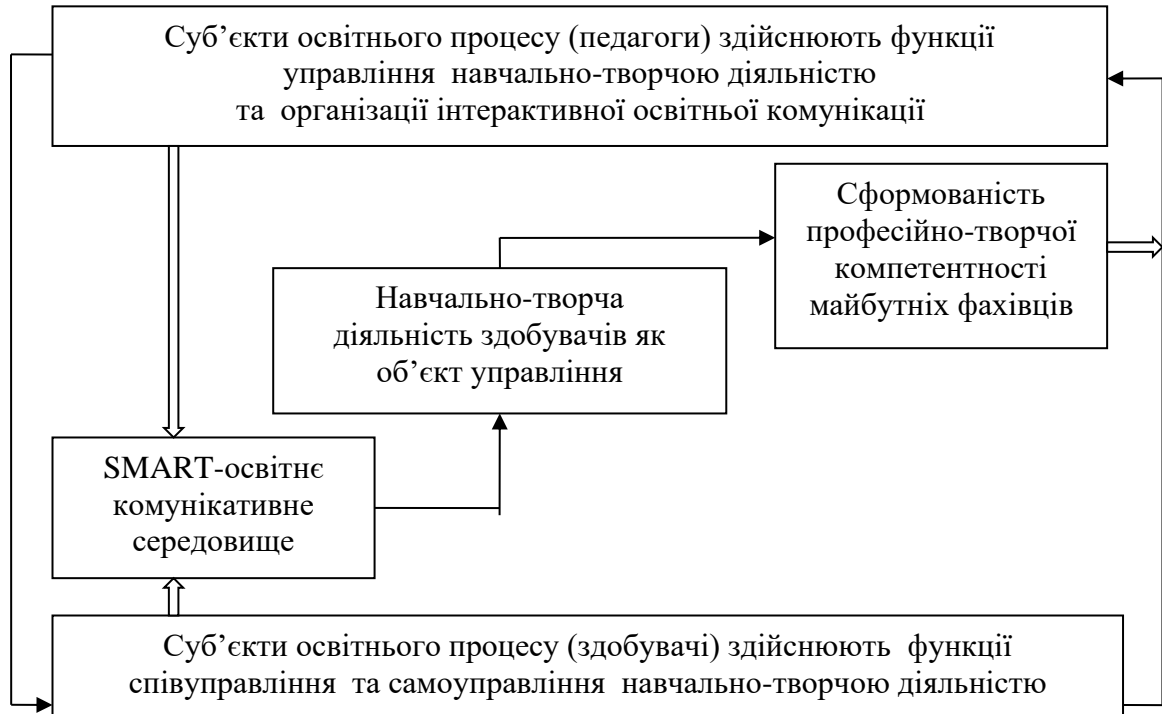 Суб’єкти освітнього процесу (педагоги) здійснюють функції
управління навчально-творчою діяльністю
та організації інтерактивної освітньої комунікації
Сформованість
професійно-творчої
компетентності
майбутніх фахівців
Навчально-творча
діяльність здобувачів як
об’єкт управління
SMART-освітнє
комунікативне
середовище
Суб’єкти освітнього процесу (здобувачі) здійснюють функції
співуправління та самоуправління навчально-творчою діяльністю